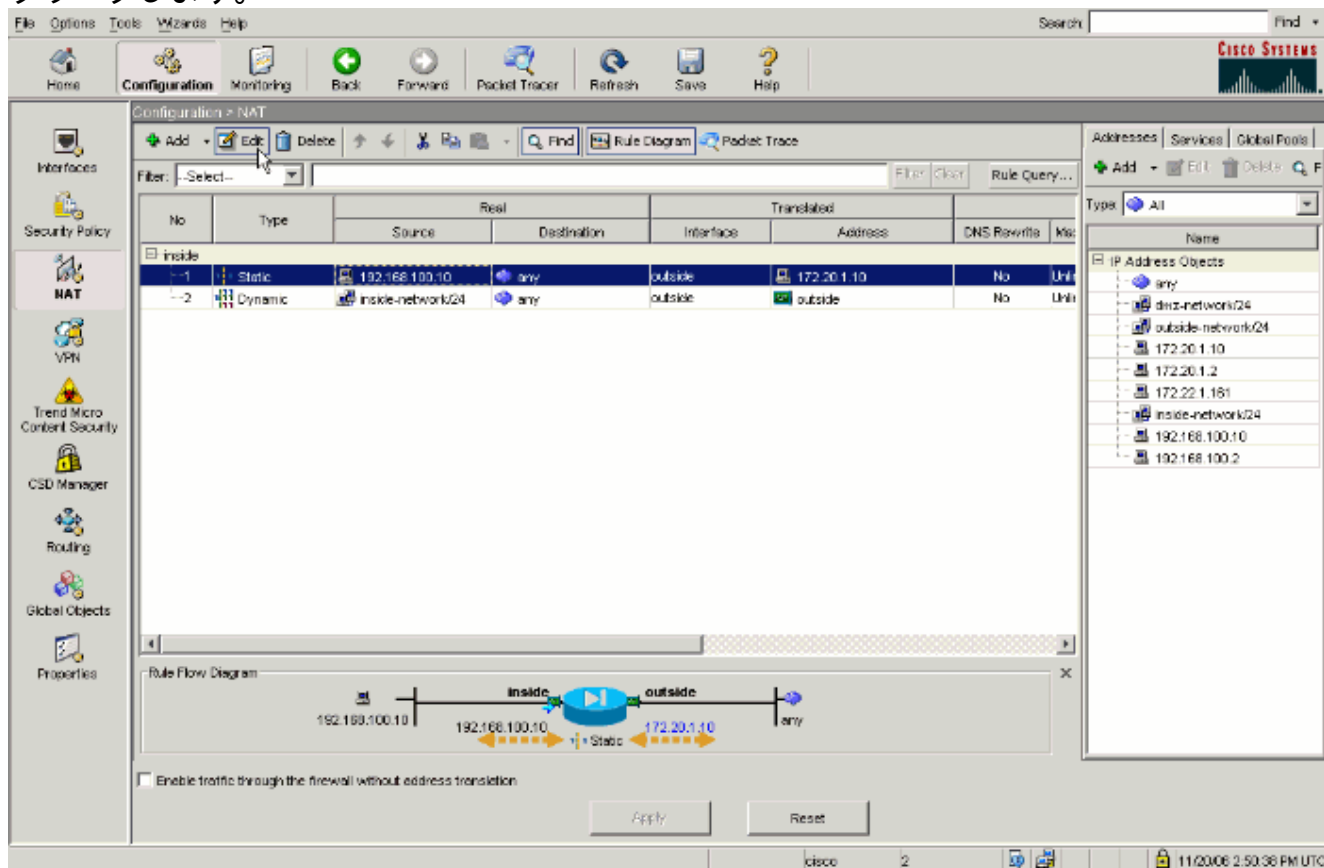 File Options Tools Wizards Help Search: Find
CISCO SYSTEMS
Home Configuration Monitoring Back Forward Packet Tracer Refresh Save Help
Configuration > NAT
Add Edit Delete Find Rule Diagram Packet Trace
Filter: --Select-- Filter Clear Rule Query...
No Type Real Translated
Source Destination Interface Address DNS Rewrite
inside
1 Static 192.168.100.10 any outside 172.20.1.10 No Unli
2 Dynamic inside-network/24 any outside outside No Unli
Interfaces
Security Policy
NAT
VPN
Trend Micro
Content Security
CSD Manager
Routing
Global Objects
Properties
Addresses Services Global Pools
Add Edit Delete F
Type: All
Name
IP Address Objects
any
dmz-network/24
outside-network/24
172.20.1.10
172.20.1.2
172.22.1.161
inside-network/24
192.168.100.10
192.168.100.2
Rule Flow Diagram
inside outside
192.168.100.10 192.168.100.10 172.20.1.10 any
Static
Enable traffic through the firewall without address translation
Apply Reset
cisco 2 11/20/06 2:50:38 PM UTC